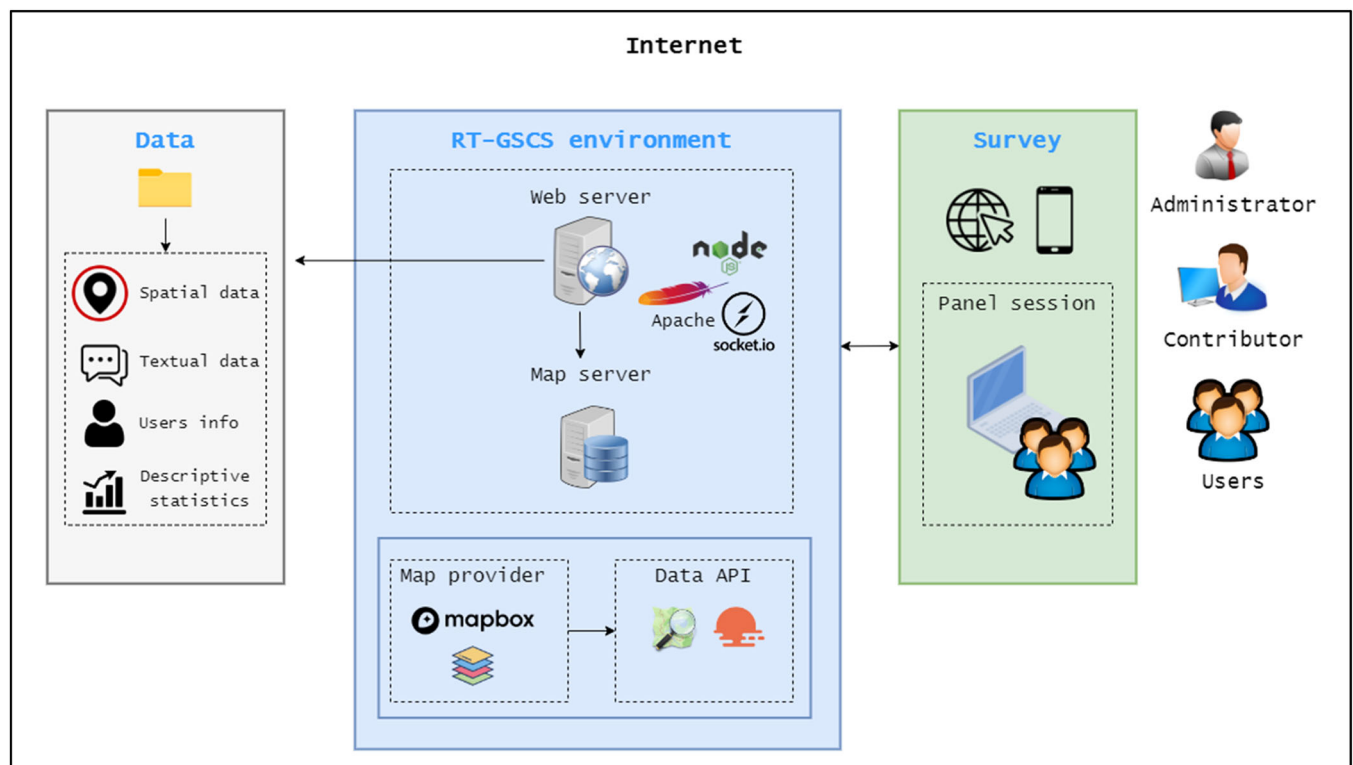 Internet
Data
Spatial data
Textual data
Users info
Descriptive
statistics
RT-GSCS environment
Web server
node
JS
Apache
socket.io
Map server
Map provider
mapbox
Data API
Survey
Panel session
Administrator
Contributor
Users